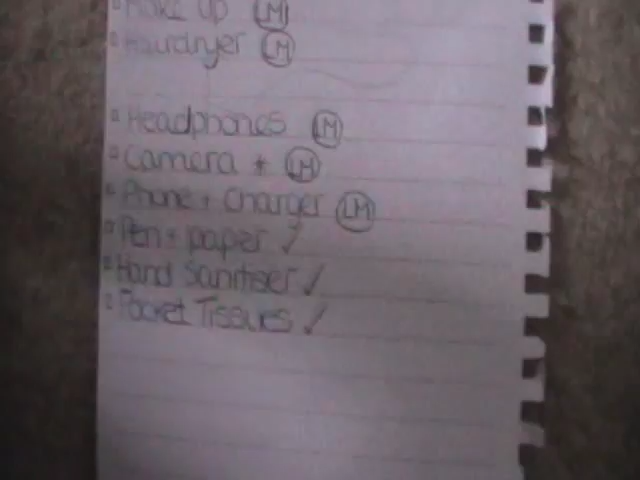 Make up LM
Hairdryer LM
Headphones LM
Camera * LM
Phone + Charger LM
Pen + paper ✓
Hand Sanitiser ✓
Pocket Tissues ✓